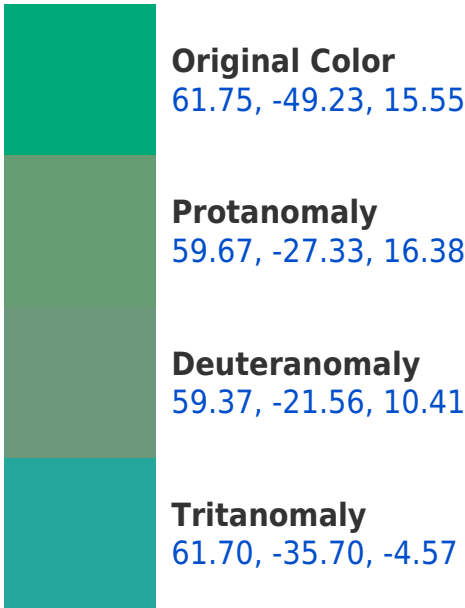 Original Color
61.75, -49.23, 15.55
Protanomaly
59.67, -27.33, 16.38
Deuteranomaly
59.37, -21.56, 10.41
Tritanomaly
61.70, -35.70, -4.57